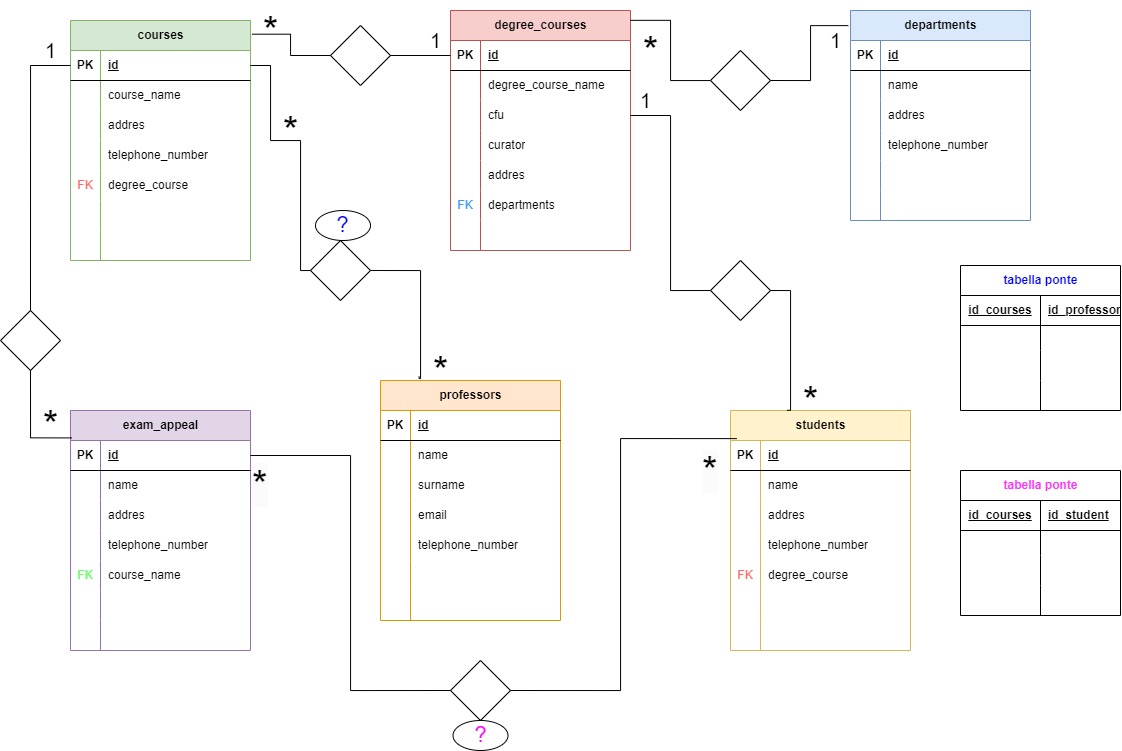 courses
PK id
course_name
addres
telephone_number
FK degree_course
*
1
1
degree_courses
PK id
degree_course_name
cfu
curator
addres
FK departments
*
1
1
departments
PK id
name
addres
telephone_number
*
?
*
*
*
exam_appeal
PK id
name
addres
telephone_number
FK course_name
*
professors
PK id
name
surname
email
telephone_number
*
students
PK id
name
addres
telephone_number
FK degree_course
?
tabella ponte
id_courses id_professor
tabella ponte
id_courses id_student